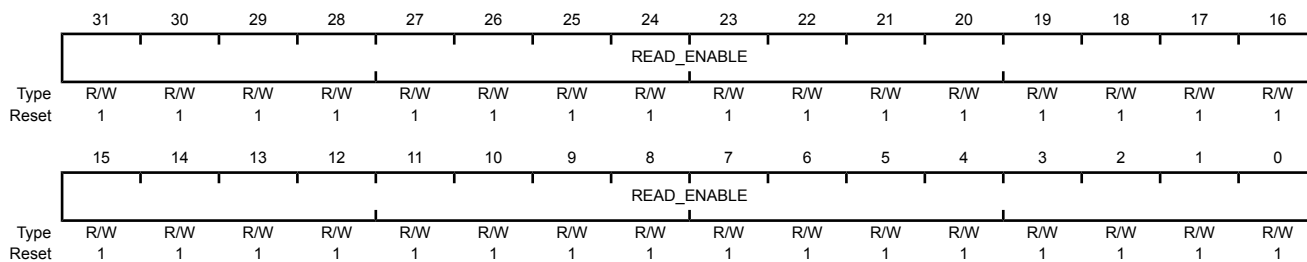 31 30 29 28 27 26 25 24 23 22 21 20 19 18 17 16
READ_ENABLE
Type R/W R/W R/W R/W R/W R/W R/W R/W R/W R/W R/W R/W R/W R/W R/W R/W
Reset 1 1 1 1 1 1 1 1 1 1 1 1 1 1 1 1
15 14 13 12 11 10 9 8 7 6 5 4 3 2 1 0
READ_ENABLE
Type R/W R/W R/W R/W R/W R/W R/W R/W R/W R/W R/W R/W R/W R/W R/W R/W
Reset 1 1 1 1 1 1 1 1 1 1 1 1 1 1 1 1